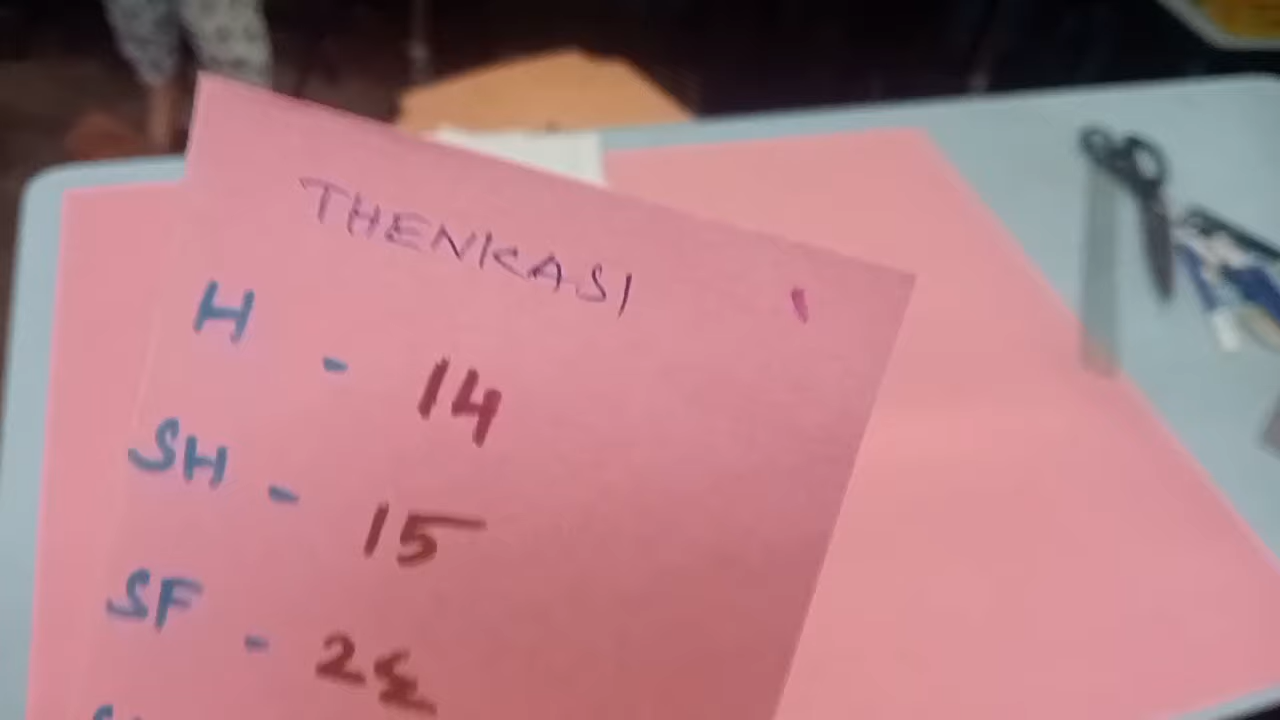 THENKASI
H - 14
SH - 15
SF -